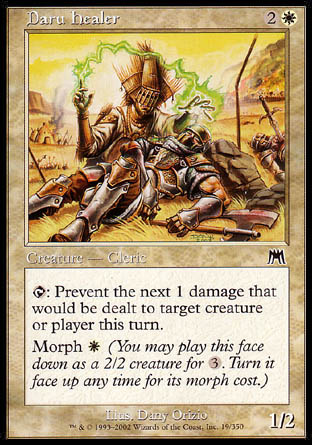 Daru Healer 2
Creature — Cleric
: Prevent the next 1 damage that
would be dealt to target creature
or player this turn.
Morph (You may play this face
down as a 2/2 creature for 3. Turn it
face up any time for its morph cost.)
Illus. Dany Orizio
™ & © 1993-2002 Wizards of the Coast, Inc. 19/350
1/2